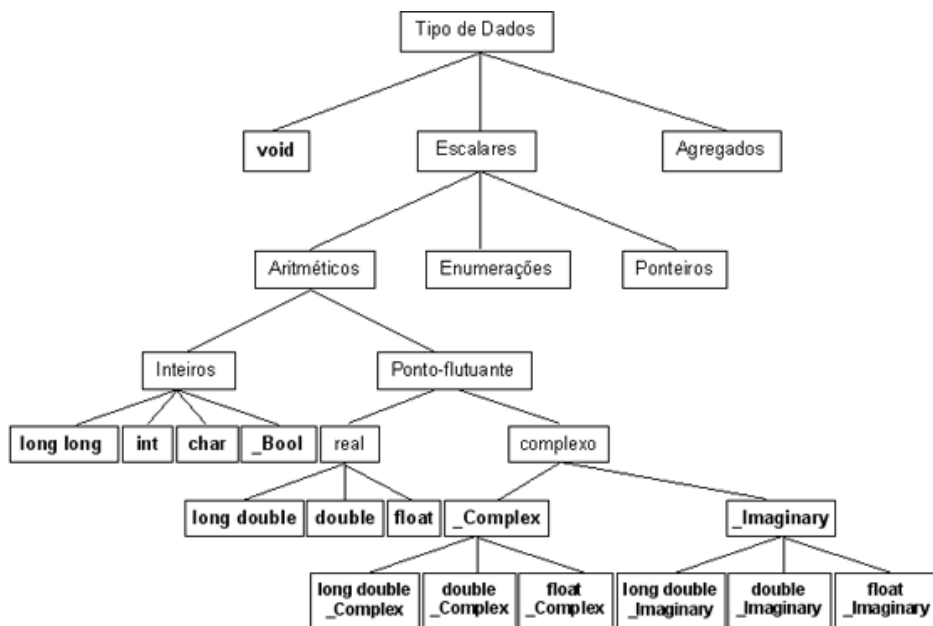 Tipo de Dados
void
Escalares
Agregados
Aritméticos
Enumerações
Ponteiros
Inteiros
Ponto-flutuante
long long
int
char
_Bool
real
complexo
long double
double
float
_Complex
_Imaginary
long double
_Complex
double
_Complex
float
_Complex
long double
_Imaginary
double
_Imaginary
float
_Imaginary